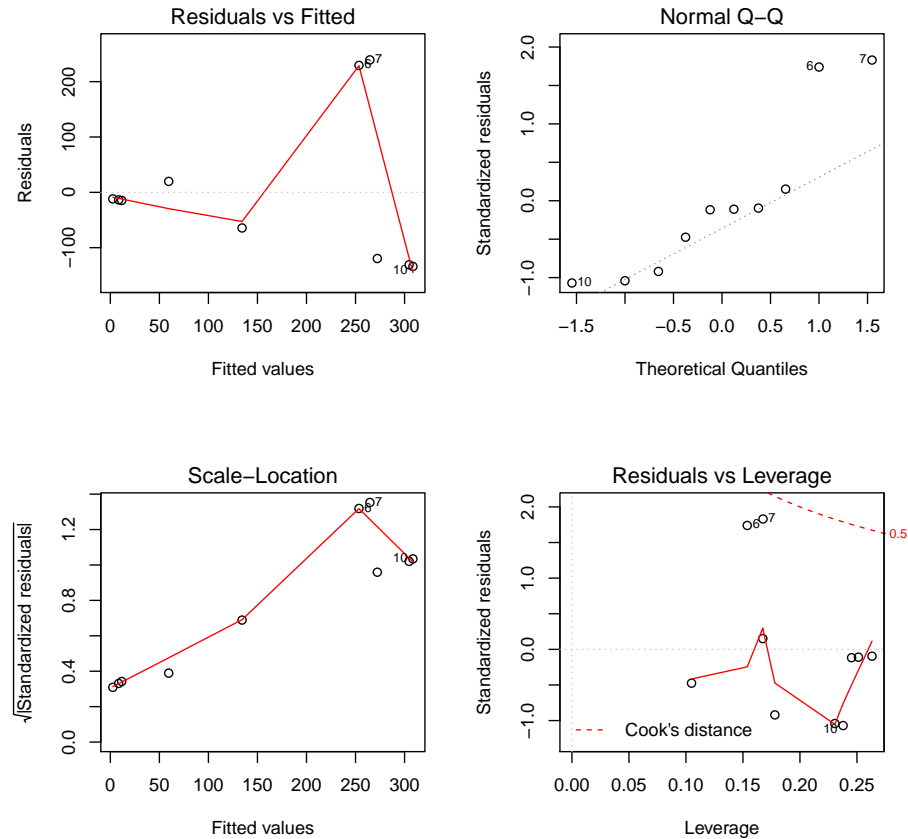 Residuals vs Fitted
Residuals
200
100
0
−100
6
7
10
0 50 100 150 200 250 300
Fitted values
Normal Q−Q
Standardized residuals
2.0
1.0
0.0
−1.0
6
7
10
−1.5 −0.5 0.0 0.5 1.0 1.5
Theoretical Quantiles
Scale−Location
√|Standardized residuals|
1.2
0.8
0.4
0.0
6
7
10
0 50 100 150 200 250 300
Fitted values
Residuals vs Leverage
Standardized residuals
2.0
1.0
0.0
−1.0
6
7
0.5
10
Cook's distance
0.00 0.05 0.10 0.15 0.20 0.25
Leverage